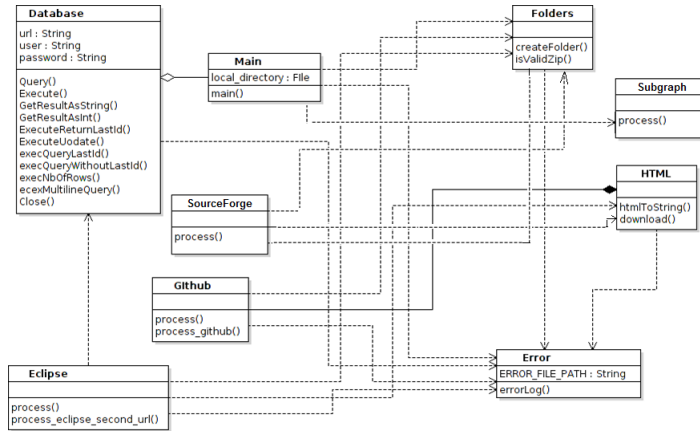 Database
url : String
user : String
password : String
Query()
Execute()
GetResultAsString()
GetResultAsInt()
ExecuteReturnLastId()
ExecuteUodate()
execQueryLastId()
execQueryWithoutLastId()
execNbOfRows()
ecexMultilineQuery()
Close()
Main
local_directory : FIle
main()
Folders
createFolder()
isValidZip()
Subgraph
process()
HTML
htmlToString()
download()
SourceForge
process()
GIthub
process()
process_github()
Eclipse
process()
process_eclipse_second_url()
Error
ERROR_FILE_PATH : String
errorLog()